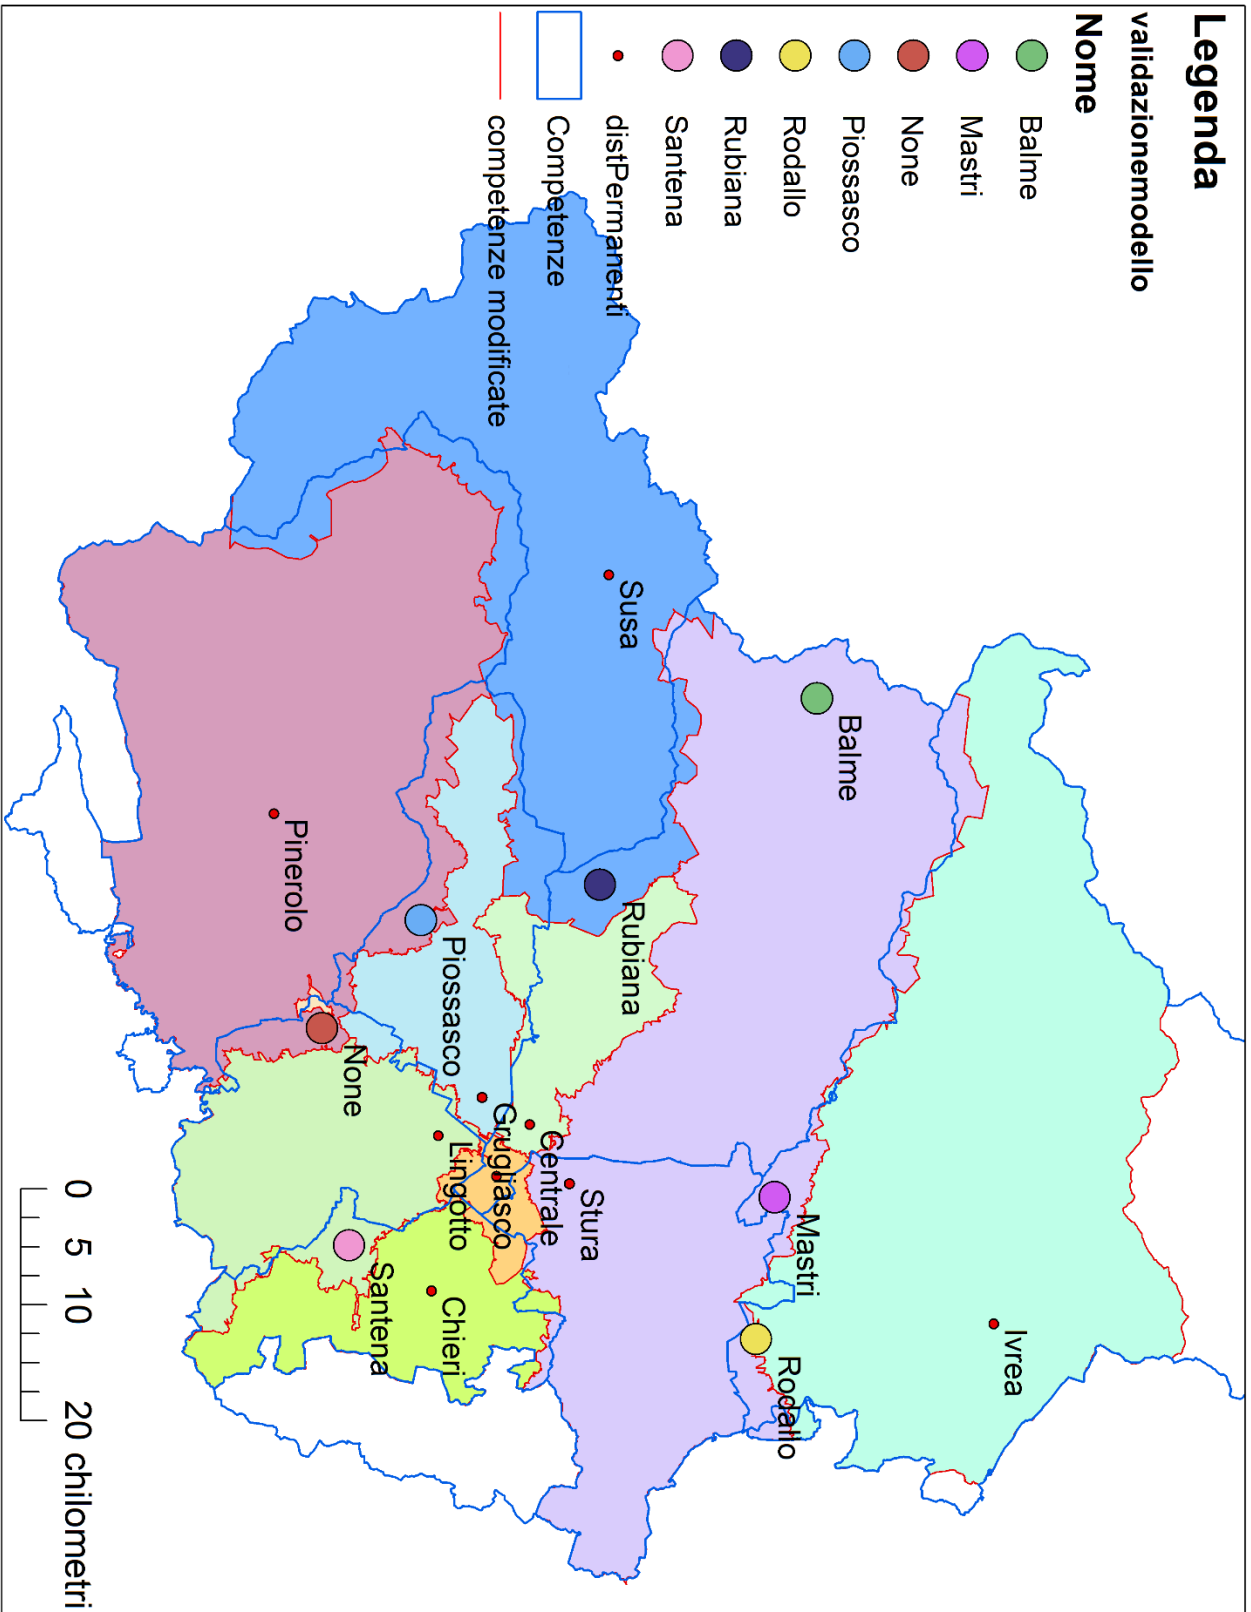 Legenda
validazionemodello
Nome
Balme
Mastri
None
Piossasco
Rodallo
Rubiana
Santena
distPermanenti
Competenze
competenze modificate
Ivrea
Balme
Mastri
Rodallo
Susa
Rubiana
Stura
Centrale
Grugliasco
Piossasco
Lingotto
Chieri
Santena
None
Pinerolo
0 5 10 20 chilometri